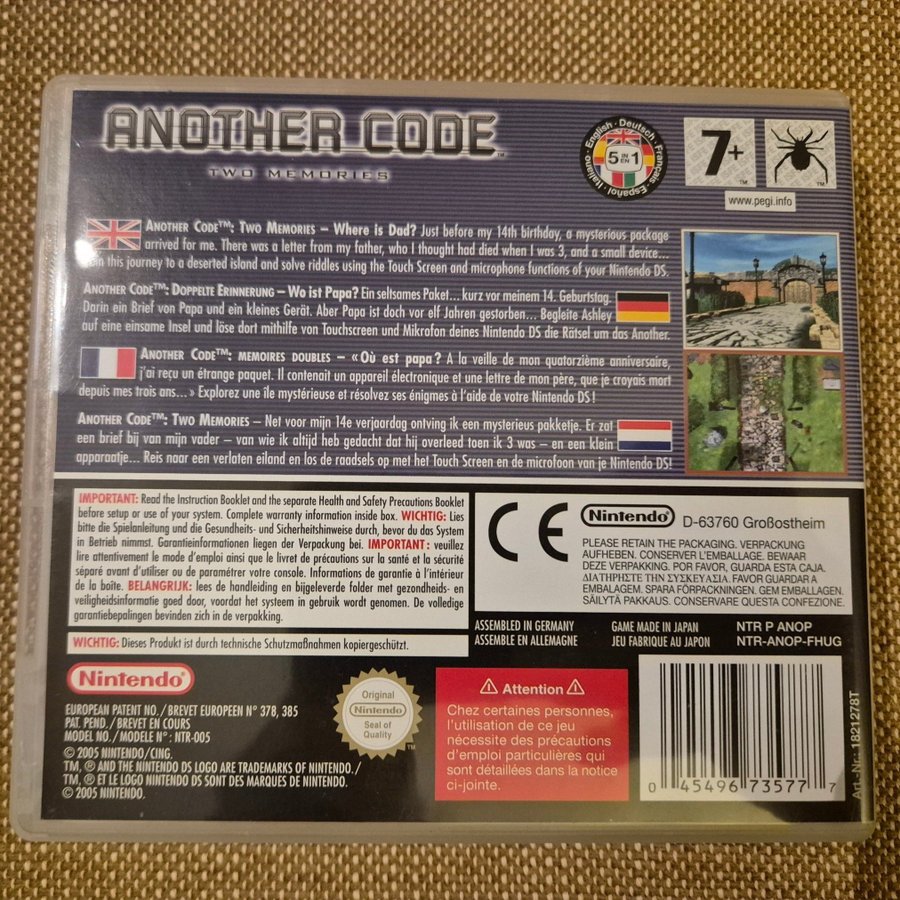 ANOTHER CODE™
TWO MEMORIES
English · Deutsch · Français · Español · Italiano
5 IN EN 1
7+
™
™
www.pegi.info
ANOTHER CODE™: TWO MEMORIES – Where is Dad? Just before my 14th birthday, a mysterious package
arrived for me. There was a letter from my father, who I thought had died when I was 3, and a small device...
this journey to a deserted island and solve riddles using the Touch Screen and microphone functions of your Nintendo DS.
ANOTHER CODE™: DOPPELTE ERINNERUNG – Wo ist Papa? Ein seltsames Paket... kurz vor meinem 14. Geburtstag.
Darin ein Brief von Papa und ein kleines Gerät. Aber Papa ist doch vor elf Jahren gestorben... Begleite Ashley
auf eine einsame Insel und löse dort mithilfe von Touchscreen und Mikrofon deines Nintendo DS die Rätsel um das Another.
ANOTHER CODE™: MEMOIRES DOUBLES – « Où est papa ? À la veille de mon quatorzième anniversaire,
j'ai reçu un étrange paquet. Il contenait un appareil électronique et une lettre de mon père, que je croyais mort
depuis mes trois ans... » Explorez une île mystérieuse et résolvez ses énigmes à l'aide de votre Nintendo DS !
ANOTHER CODE™: TWO MEMORIES – Net voor mijn 14e verjaardag ontving ik een mysterieus pakketje. Er zat
een brief bij van mijn vader – van wie ik altijd heb gedacht dat hij overleed toen ik 3 was – en een klein
apparaatje... Reis naar een verlaten eiland en los de raadsels op met het Touch Screen en de microfoon van je Nintendo DS!
IMPORTANT: Read the Instruction Booklet and the separate Health and Safety Precautions Booklet
before setup or use of your system. Complete warranty information inside box. WICHTIG: Lies
bitte die Spielanleitung und die Gesundheits- und Sicherheitshinweise durch, bevor du das System
in Betrieb nimmst. Garantieinformationen liegen der Verpackung bei. IMPORTANT : veuillez
lire attentivement le mode d'emploi ainsi que le livret de précautions sur la santé et la sécurité
séparé avant d'utiliser ou de paramétrer votre console. Informations de garantie à l'intérieur
de la boîte. BELANGRIJK: lees de handleiding en bijgeleverde folder met gezondheids- en
veiligheidsinformatie goed door, voordat het systeem in gebruik wordt genomen. De volledige
garantiebepalingen bevinden zich in de verpakking.
WICHTIG: Dieses Produkt ist durch technische Schutzmaßnahmen kopiergeschützt.
CE
Nintendo® D-63760 Großostheim
PLEASE RETAIN THE PACKAGING. VERPACKUNG
AUFHEBEN. CONSERVER L'EMBALLAGE. BEWAAR
DEZE VERPAKKING. POR FAVOR, GUARDA ESTA CAJA.
ΔΙΑΤΗΡΗΣΤΕ ΤΗΝ ΣΥΣΚΕΥΑΣΙΑ. FAVOR GUARDAR A
EMBALAGEM. SPARA FÖRPACKNINGEN. GEM EMBALLAGEN.
SÄILYTÄ PAKKAUS. CONSERVARE QUESTA CONFEZIONE.
ASSEMBLED IN GERMANY
ASSEMBLE EN ALLEMAGNE
GAME MADE IN JAPAN
JEU FABRIQUE AU JAPON
NTR P ANOP
NTR-ANOP-FHUG
Nintendo®
EUROPEAN PATENT NO./BREVET EUROPEEN N° 378, 385
PAT. PEND./BREVET EN COURS
MODEL NO./MODELE N°: NTR-005
© 2005 NINTENDO/CING.
TM, ® AND THE NINTENDO DS LOGO ARE TRADEMARKS OF NINTENDO./
TM, ® ET LE LOGO NINTENDO DS SONT DES MARQUES DE NINTENDO.
© 2005 NINTENDO.
Original
Nintendo®
Seal of
Quality
™
⚠ Attention ⚠
Chez certaines personnes,
l'utilisation de ce jeu
nécessite des précautions
d'emploi particulières qui
sont détaillées dans la notice
ci-jointe.
0 45496 73577 7
Art.-Nr.: 1821278T